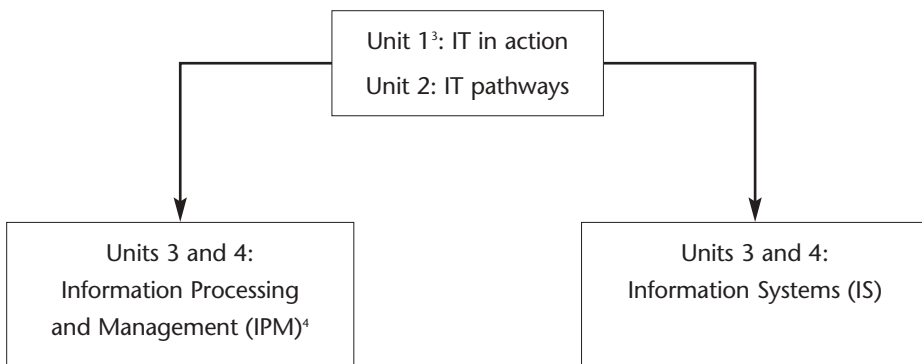 Unit 1³: IT in action
Unit 2: IT pathways
Units 3 and 4:
Information Processing
and Management (IPM)⁴
Units 3 and 4:
Information Systems (IS)